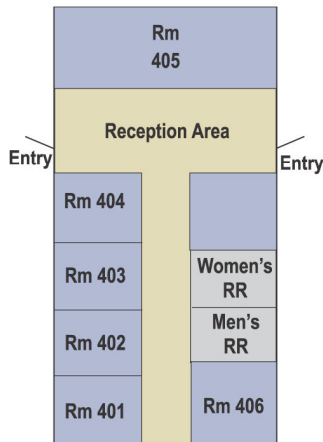 Rm
405
Reception Area
Entry
Entry
Rm 404
Rm 403
Women's
RR
Rm 402
Men's
RR
Rm 401
Rm 406